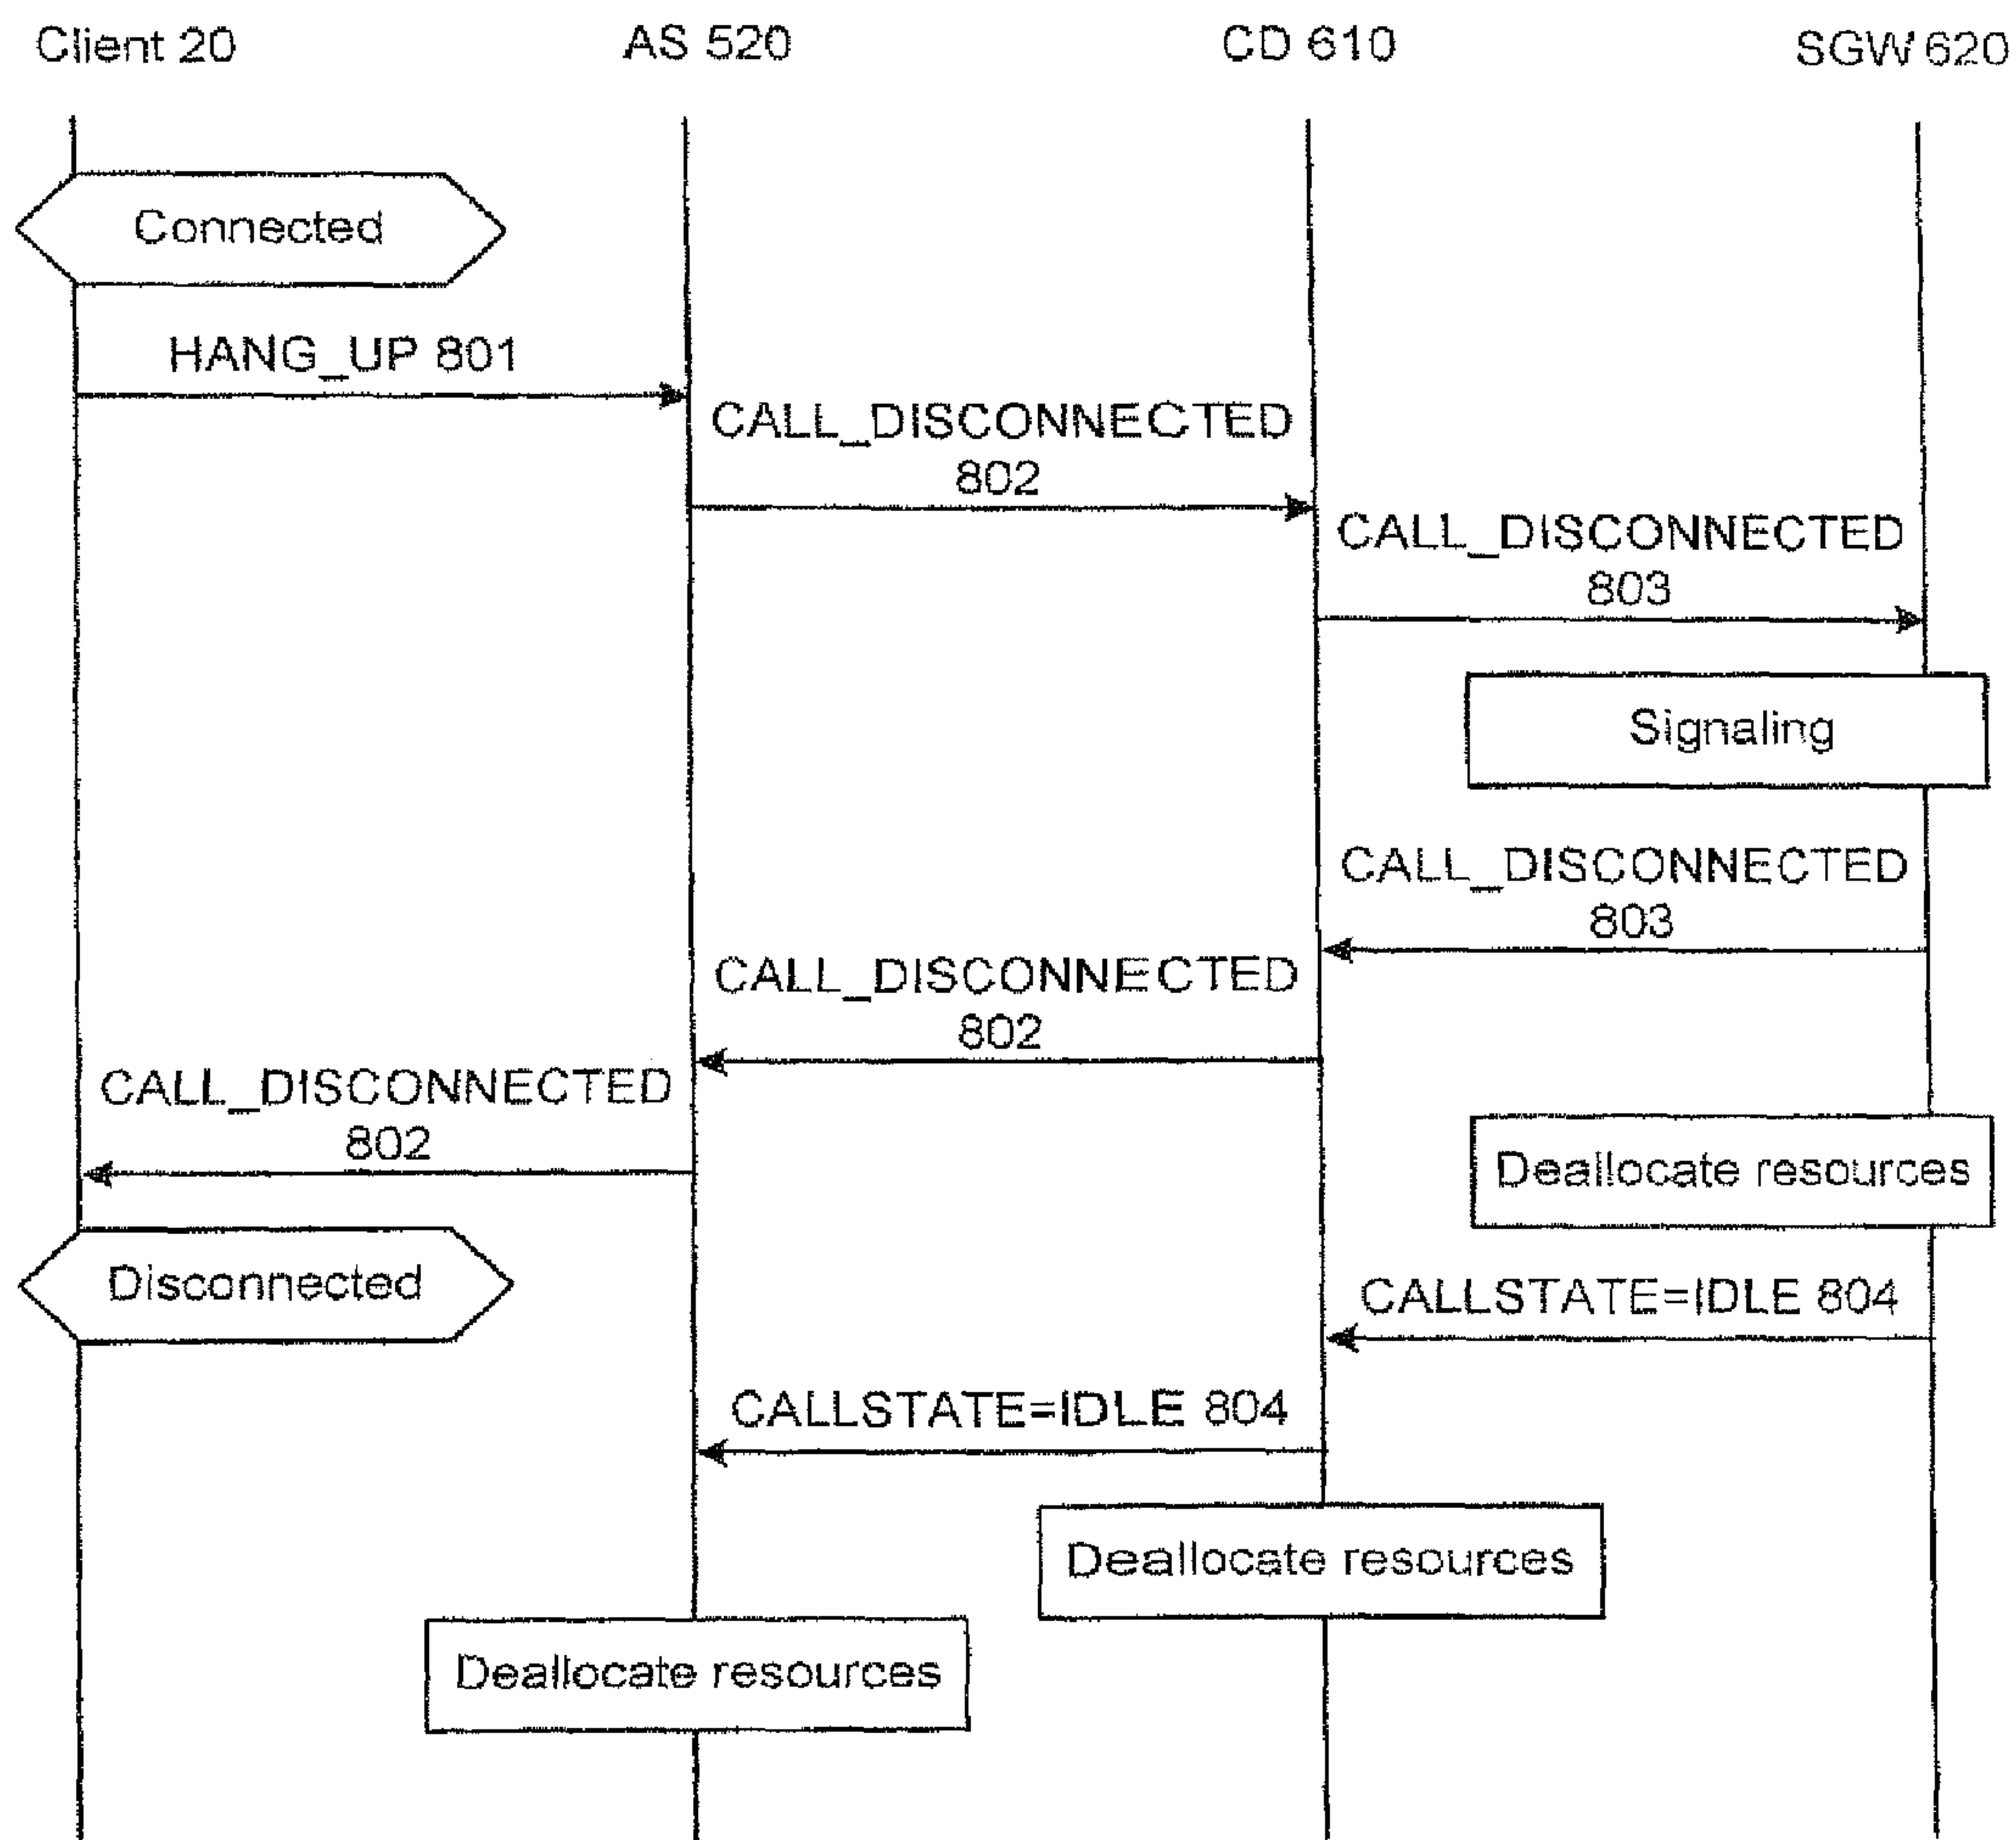 Client 20
AS 520
CD 610
SGW 620
Connected
HANG_UP 801
CALL_DISCONNECTED
802
CALL_DISCONNECTED
803
Signaling
CALL_DISCONNECTED
803
CALL_DISCONNECTED
802
CALL_DISCONNECTED
802
Deallocate resources
Disconnected
CALLSTATE=IDLE 804
CALLSTATE=IDLE 804
Deallocate resources
Deallocate resources